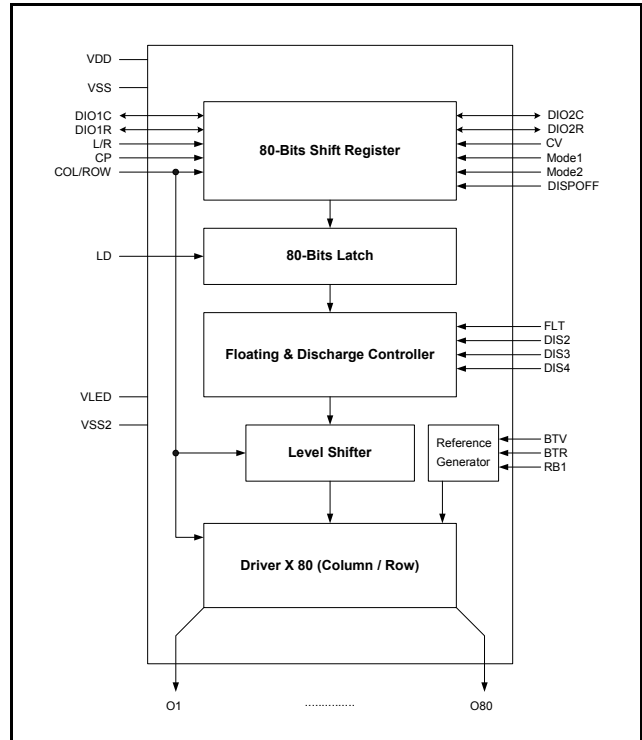 VDD
VSS
DIO1C
DIO1R
L/R
CP
COL/ROW
80-Bits Shift Register
DIO2C
DIO2R
CV
Mode1
Mode2
DISPOFF
LD
80-Bits Latch
Floating & Discharge Controller
FLT
DIS2
DIS3
DIS4
VLED
VSS2
Level Shifter
Reference
Generator
BTV
BTR
RB1
Driver X 80 (Column / Row)
O1
................
O80